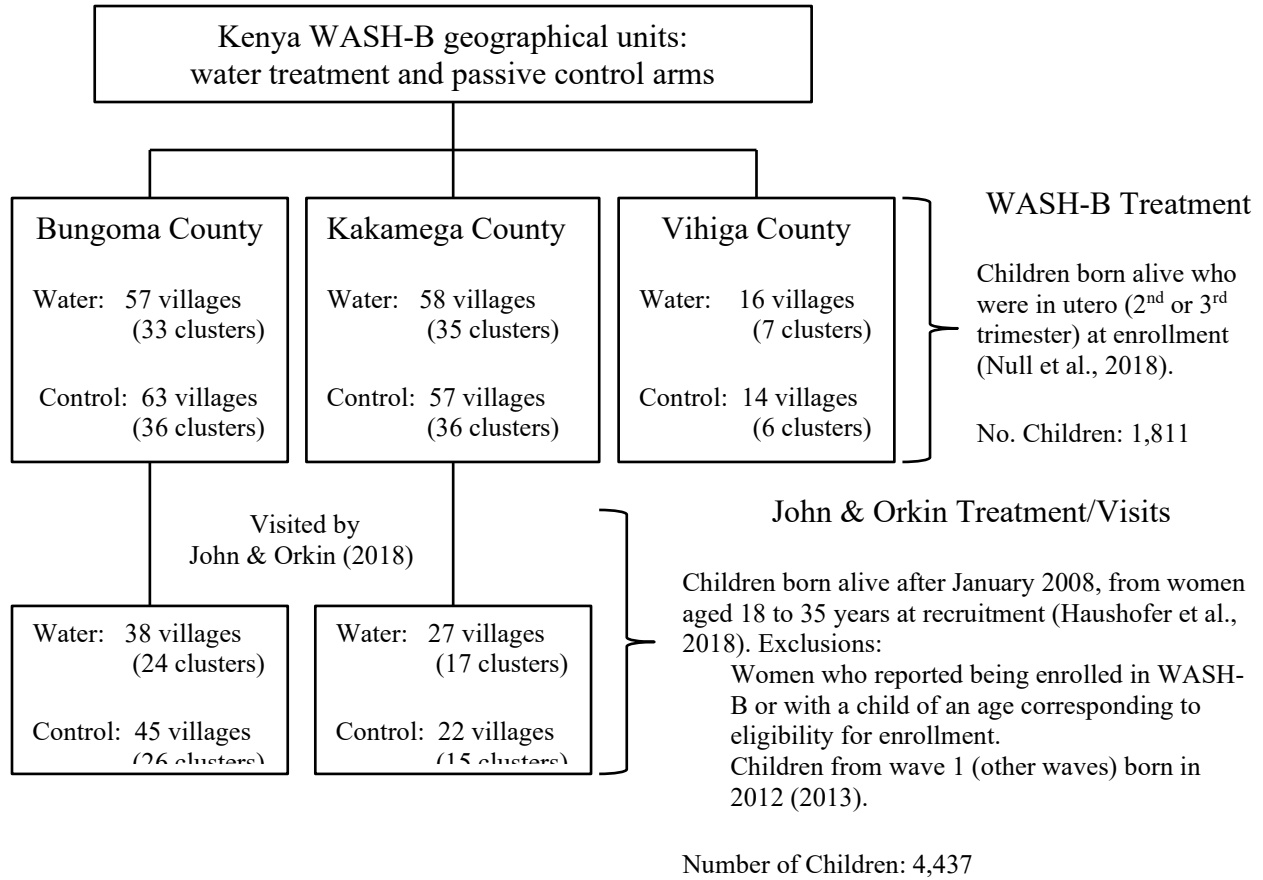 Kenya WASH-B geographical units:
water treatment and passive control arms
Bungoma County
Water: 57 villages
(33 clusters)
Control: 63 villages
(36 clusters)
Kakamega County
Water: 58 villages
(35 clusters)
Control: 57 villages
(36 clusters)
Vihiga County
Water: 16 villages
(7 clusters)
Control: 14 villages
(6 clusters)
WASH-B Treatment
Children born alive who
were in utero (2nd or 3rd
trimester) at enrollment
(Null et al., 2018).
No. Children: 1,811
Visited by
John & Orkin (2018)
Water: 38 villages
(24 clusters)
Control: 45 villages
(26 clusters)
Water: 27 villages
(17 clusters)
Control: 22 villages
(15 clusters)
John & Orkin Treatment/Visits
Children born alive after January 2008, from women
aged 18 to 35 years at recruitment (Haushofer et al.,
2018). Exclusions:
Women who reported being enrolled in WASH-
B or with a child of an age corresponding to
eligibility for enrollment.
Children from wave 1 (other waves) born in
2012 (2013).
Number of Children: 4,437